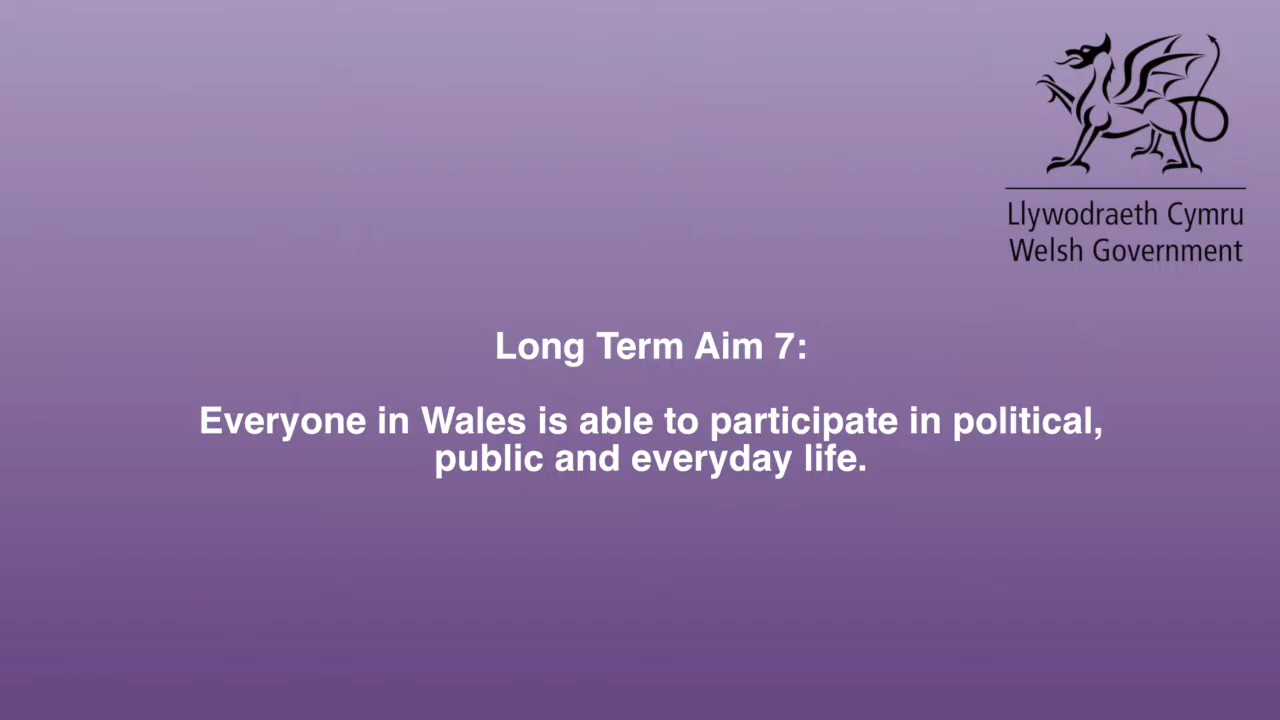 Llywodraeth Cymru
Welsh Government
Long Term Aim 7:
Everyone in Wales is able to participate in political,
public and everyday life.